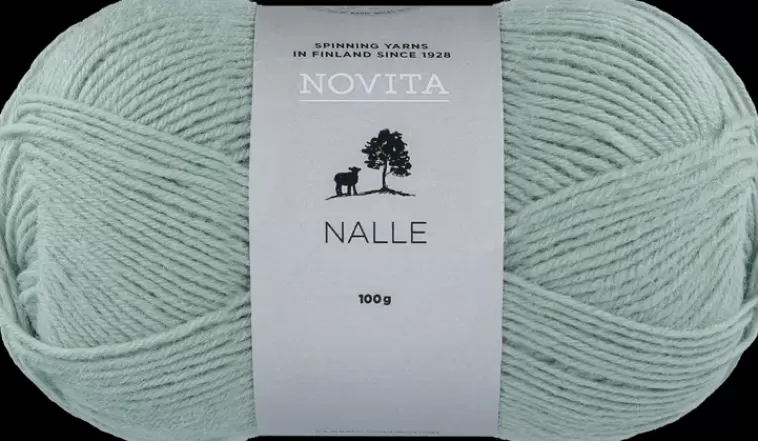 SPINNING YARNS
IN FINLAND SINCE 1928
NOVITA
NALLE
100g